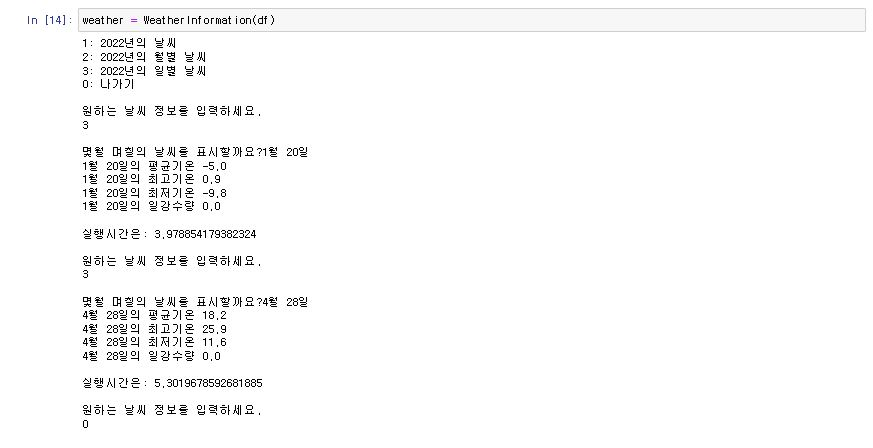 In [14]: weather = WeatherInformation(df)
1: 2022년의 날씨
2: 2022년의 월별 날씨
3: 2022년의 일별 날씨
0: 나가기
원하는 날씨 정보를 입력하세요.
3
몇월 며칠의 날씨를 표시할까요?1월 20일
1월 20일의 평균기온 -5.0
1월 20일의 최고기온 0.9
1월 20일의 최저기온 -9.8
1월 20일의 일강수량 0.0
실행시간은: 3.978854179382324
원하는 날씨 정보를 입력하세요.
3
몇월 며칠의 날씨를 표시할까요?4월 28일
4월 28일의 평균기온 18.2
4월 28일의 최고기온 25.9
4월 28일의 최저기온 11.6
4월 28일의 일강수량 0.0
실행시간은: 5.3019678592681885
원하는 날씨 정보를 입력하세요.
0